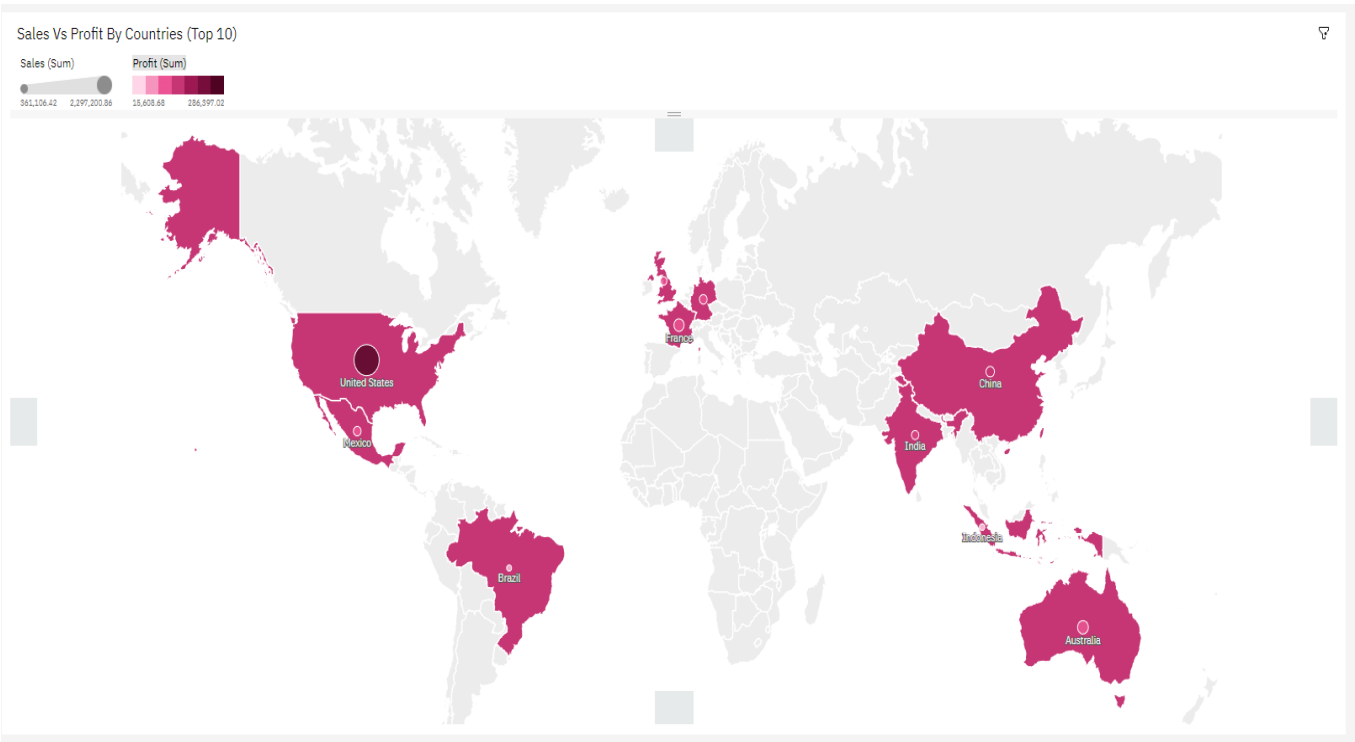 Sales Vs Profit By Countries (Top 10)
Sales (Sum)
Profit (Sum)
361,106.42
2,297,200.86
15,608.68
286,397.02
France
United States
China
Mexico
India
Indonesia
Brazil
Australia